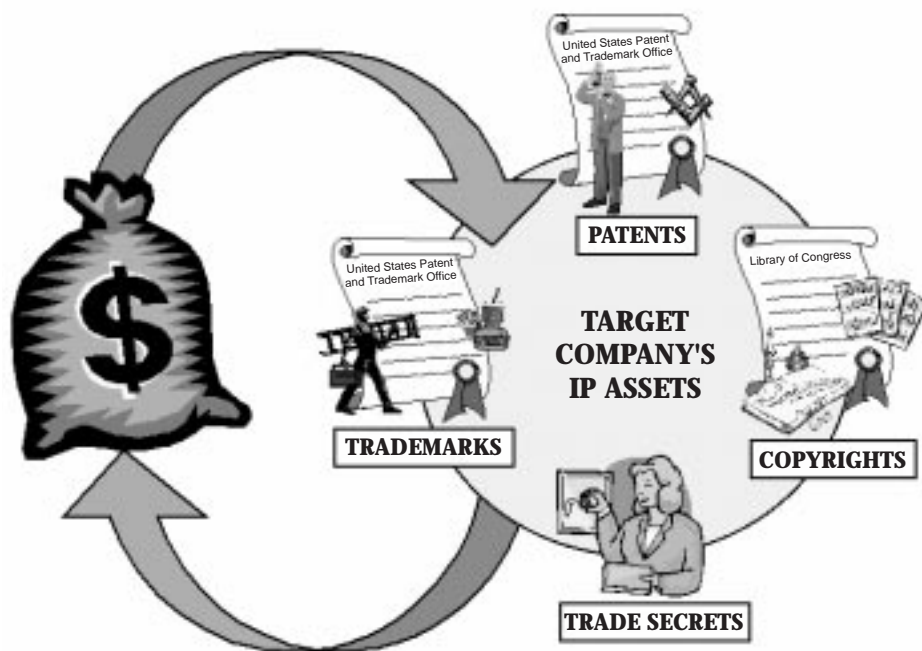 United States Patent
and Trademark Office
PATENTS
United States Patent
and Trademark Office
Library of Congress
$
TARGET
COMPANY'S
IP ASSETS
TRADEMARKS
COPYRIGHTS
TRADE SECRETS